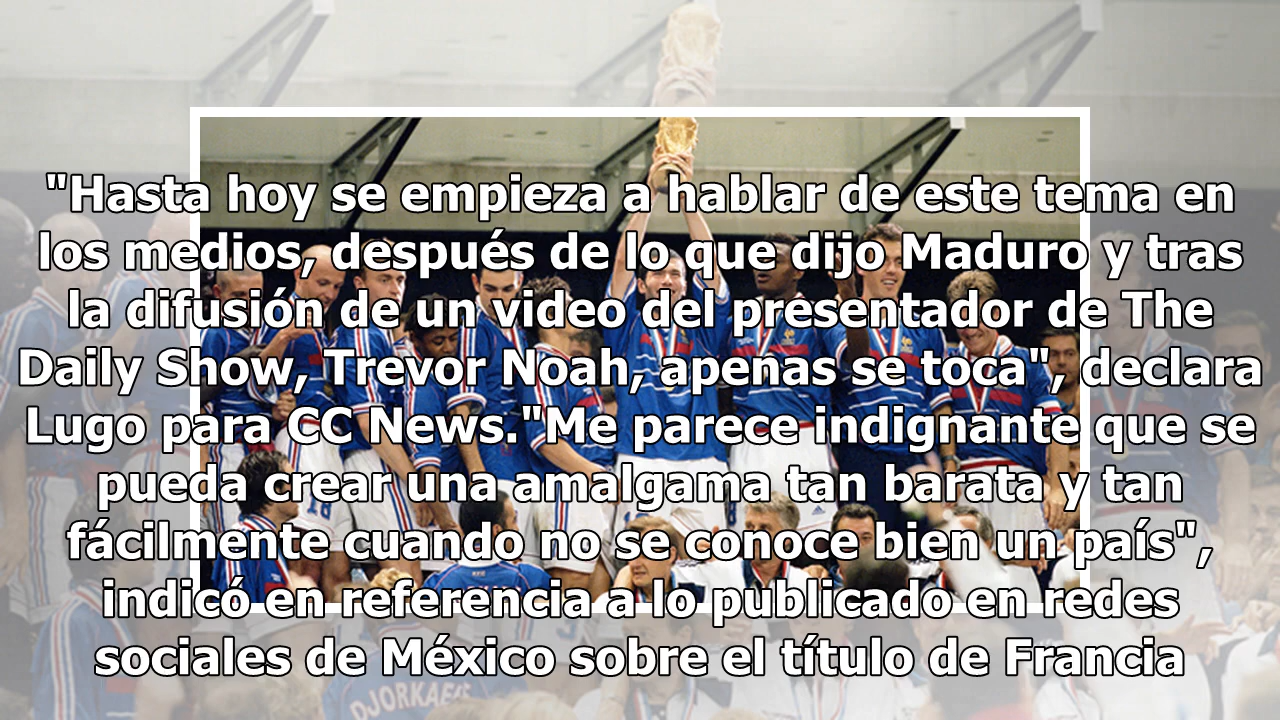 "Hasta hoy se empieza a hablar de este tema en
los medios, después de lo que dijo Maduro y tras
la difusión de un video del presentador de The
Daily Show, Trevor Noah, apenas se toca", declara
Lugo para CC News."Me parece indignante que se
pueda crear una amalgama tan barata y tan
fácilmente cuando no se conoce bien un país",
indicó en referencia a lo publicado en redes
sociales de México sobre el título de Francia
DJORKAEFF